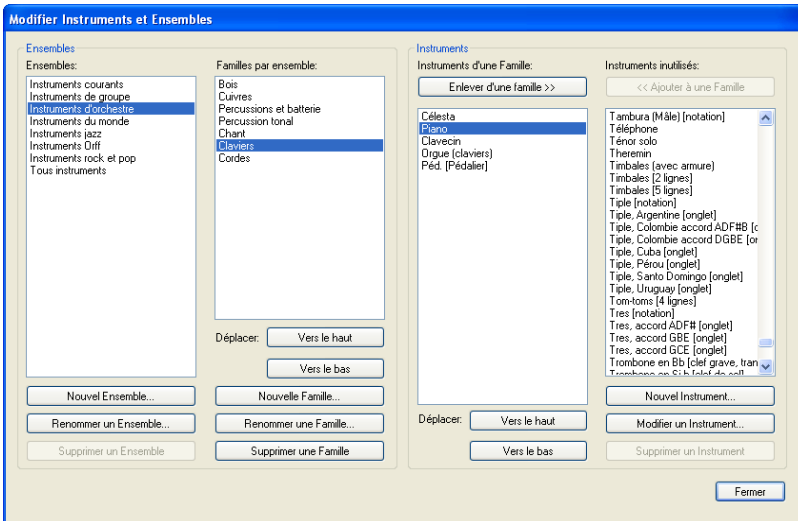 Modifier Instruments et Ensembles
Ensembles
Ensembles:
Instruments courants
Instruments de groupe
Instruments d'orchestre
Instruments du monde
Instruments jazz
Instruments Orff
Instruments rock et pop
Tous instruments
Nouvel Ensemble...
Renommer un Ensemble...
Supprimer un Ensemble
Familles par ensemble:
Bois
Cuivres
Percussions et batterie
Percussion tonal
Chant
Claviers
Cordes
Déplacer:
Vers le haut
Vers le bas
Nouvelle Famille...
Renommer une Famille...
Supprimer une Famille
Instruments
Instruments d'une Famille:
Enlever d'une famille >>
Célesta
Piano
Clavecin
Orgue (claviers)
Péd. [Pédalier]
Déplacer:
Vers le haut
Vers le bas
Instruments inutilisés:
<< Ajouter à une Famille
Tambura (Mâle) [notation]
Téléphone
Ténor solo
Theremin
Timbales (avec armure)
Timbales [2 lignes]
Timbales [5 lignes]
Tiple [notation]
Tiple, Argentine [onglet]
Tiple, Colombie accord ADF#B [o
Tiple, Colombie accord DGBE [on
Tiple, Cuba [onglet]
Tiple, Pérou [onglet]
Tiple, Santo Domingo [onglet]
Tiple, Uruguay [onglet]
Tom-toms [4 lignes]
Tres [notation]
Tres, accord ADF# [onglet]
Tres, accord GBE [onglet]
Tres, accord GCE [onglet]
Trombone en Bb [clef grave, tran
Trombone en Si b [clef de sol]
Nouvel Instrument...
Modifier un Instrument...
Supprimer un Instrument
Fermer